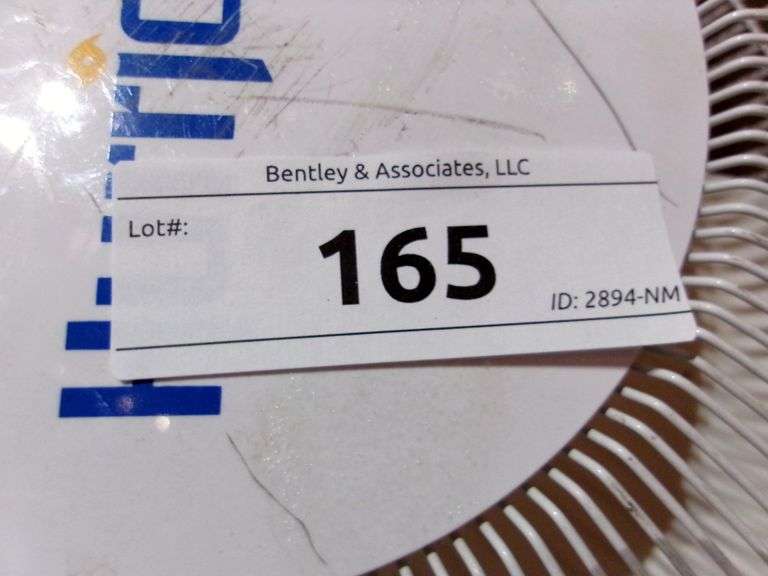 Bentley & Associates, LLC
Lot#:
165
ID: 2894-NM